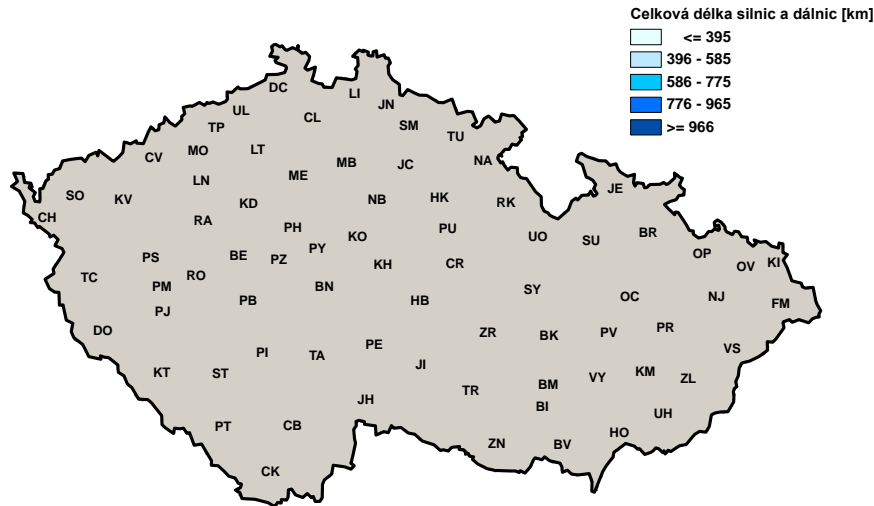 Celková délka silnic a dálnic [km]
<= 395
396 - 585
586 - 775
776 - 965
>= 966
DC
LI
JN
UL
CL
TP
SM
TU
MO
LT
CV
NA
MB
JC
ME
LN
JE
SO
KV
KD
NB
HK
RK
CH
RA
PH
PU
KO
UO
SU
BR
PY
PS
BE
PZ
KH
CR
OP
OV
KI
TC
RO
PM
BN
SY
PB
HB
OC
NJ
FM
PJ
DO
ZR
BK
PV
PR
PE
VS
PI
TA
KT
ST
JI
KM
VY
ZL
BM
TR
JH
BI
UH
PT
CB
HO
ZN
BV
CK